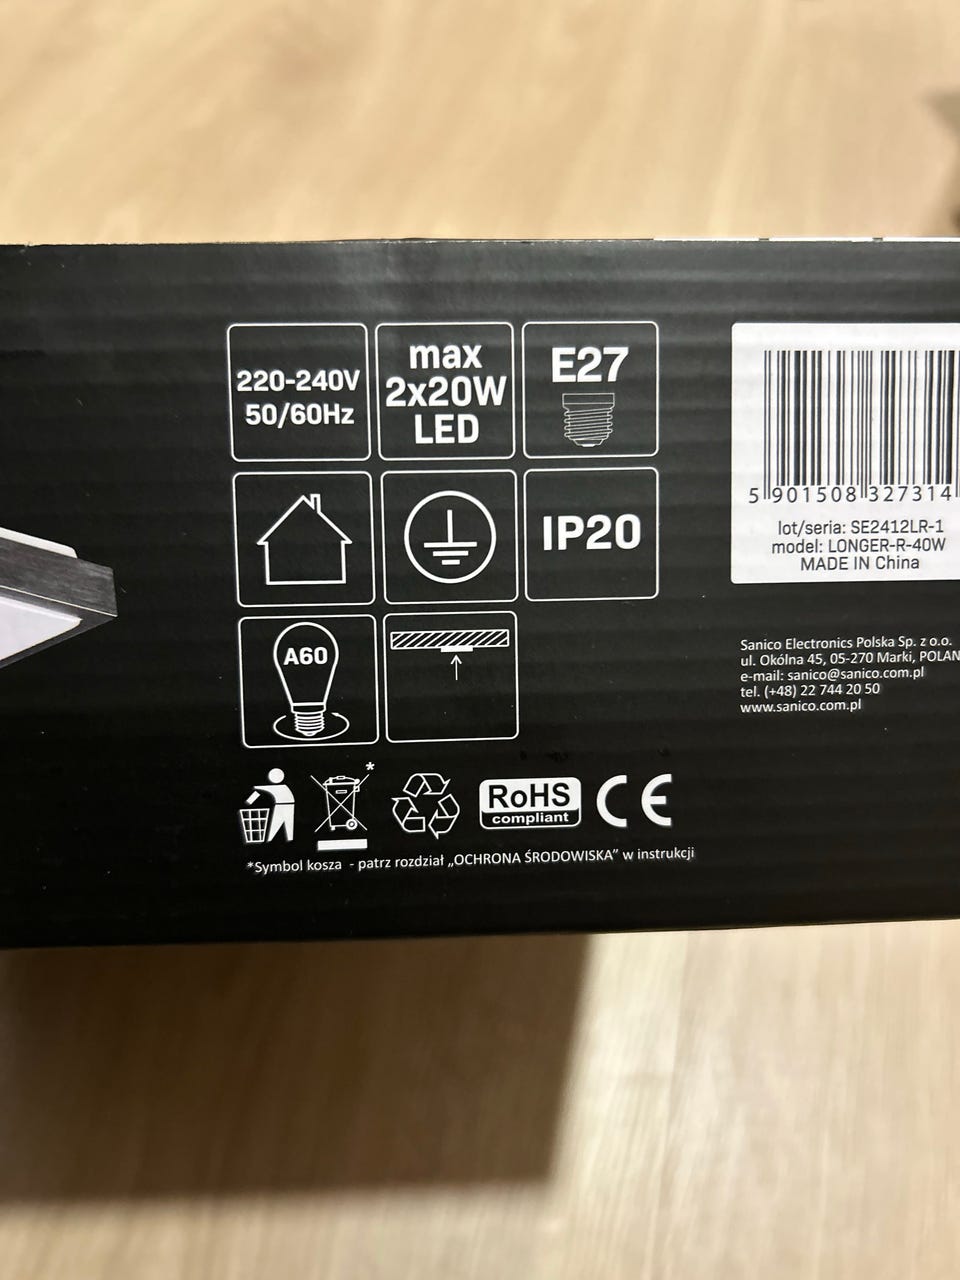 220-240V
50/60Hz
max
2x20W
LED
E27
IP20
A60
5 901508 327314
lot/seria: SE2412LR-1
model: LONGER-R-40W
MADE IN China
Sanico Electronics Polska Sp. z o.o.
ul. Okólna 45, 05-270 Marki, POLAN
e-mail: sanico@sanico.com.pl
tel. (+48) 22 744 20 50
www.sanico.com.pl
*
RoHS
compliant
CE
*Symbol kosza - patrz rozdział „OCHRONA ŚRODOWISKA” w instrukcji